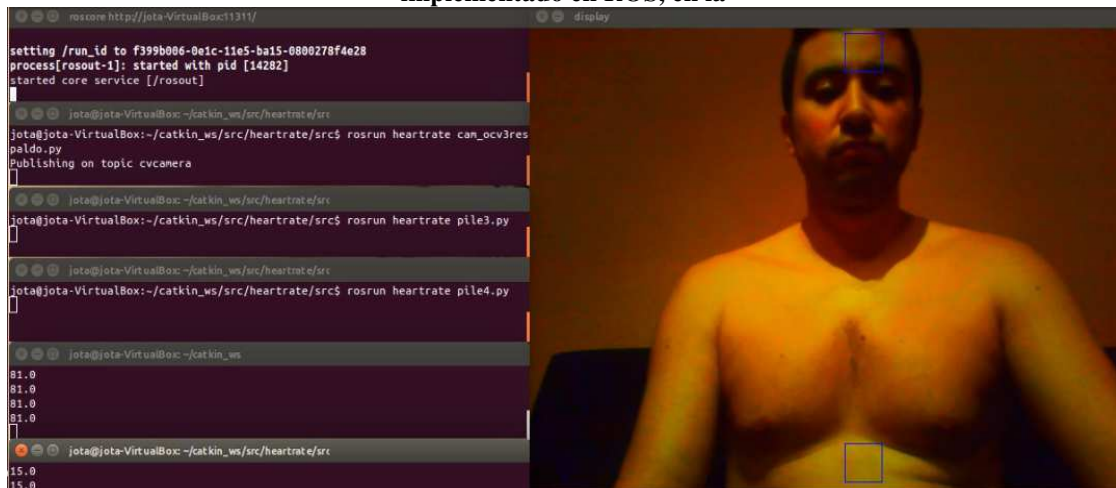 implementado en ROS, en la
roscore http://jota-VirtualBox:11311/
display
setting /run_id to f399b006-0e1c-11e5-ba15-0800278f4e28
process[rosout-1]: started with pid [14282]
started core service [/rosout]
jota@jota-VirtualBox: ~/catkin_ws/src/heartrate/src
jota@jota-VirtualBox:~/catkin_ws/src/heartrate/src$ rosrun heartrate cam_ocv3res
paldo.py
Publishing on topic cvcamera
jota@jota-VirtualBox: ~/catkin_ws/src/heartrate/src
jota@jota-VirtualBox:~/catkin_ws/src/heartrate/src$ rosrun heartrate pile3.py
jota@jota-VirtualBox: ~/catkin_ws/src/heartrate/src
jota@jota-VirtualBox:~/catkin_ws/src/heartrate/src$ rosrun heartrate pile4.py
jota@jota-VirtualBox: ~/catkin_ws
81.0
81.0
81.0
81.0
jota@jota-VirtualBox: ~/catkin_ws/src/heartrate/src
15.0
15.0